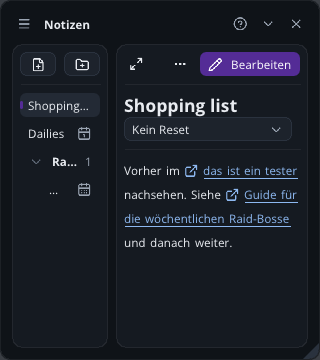 Notizen
Bearbeiten
Shopping...
Dailies
Ra... 1
...
Shopping list
Kein Reset
Vorher im das ist ein tester
nachsehen. Siehe Guide für
die wöchentlichen Raid-Bosse
und danach weiter.